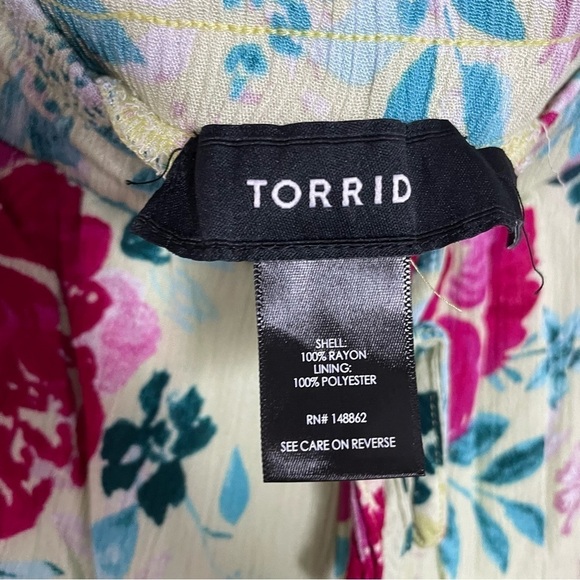 TORRID
SHELL:
100% RAYON
LINING:
100% POLYESTER
RN# 148862
SEE CARE ON REVERSE